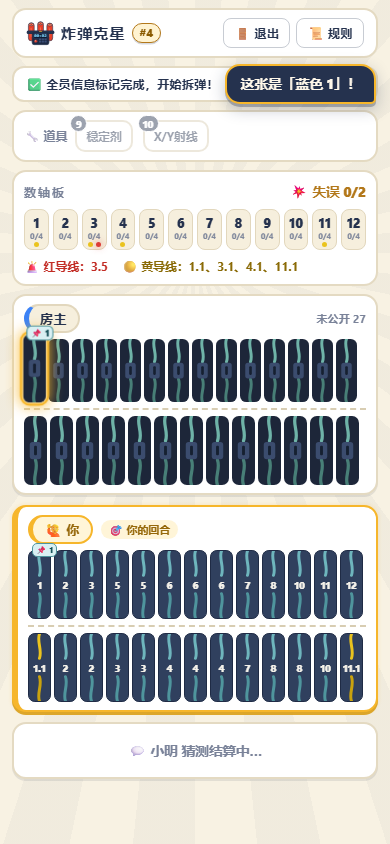 炸弹克星 #4 退出 规则
全员信息标记完成，开始拆弹！ 这张是「蓝色 1」！
道具 9 稳定剂 10 X/Y射线
数轴板 失误 0/2
1 2 3 4 5 6 7 8 9 10 11 12
0/4 0/4 0/4 0/4 0/4 0/4 0/4 0/4 0/4 0/4 0/4 0/4
红导线：3.5 黄导线：1.1、3.1、4.1、11.1
房主 未公开 27
1
你 你的回合
1
1 2 3 5 5 6 6 6 7 8 10 11 12
1.1 2 2 3 3 4 4 4 7 8 8 10 11.1
小明 猜测结算中...